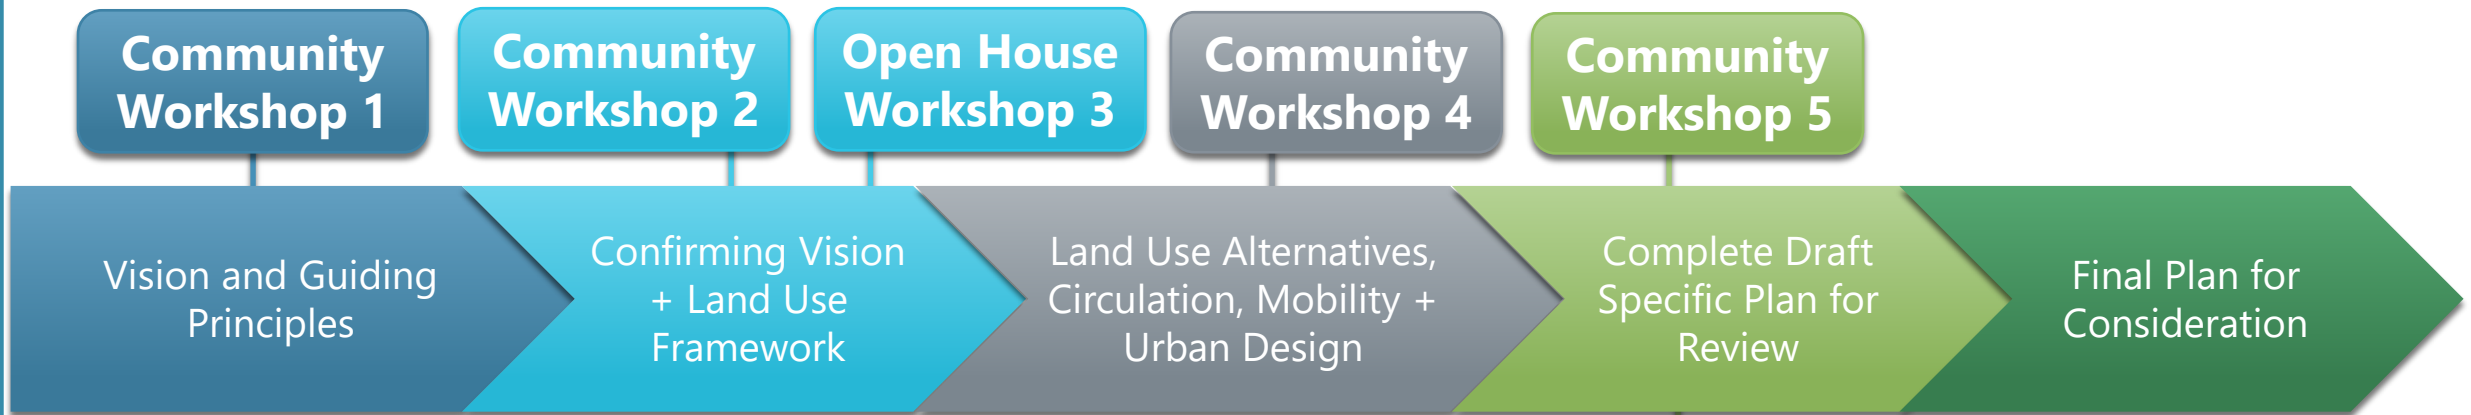 Community
Workshop 1
Community
Workshop 2
Open House
Workshop 3
Community
Workshop 4
Community
Workshop 5
Vision and Guiding
Principles
Confirming Vision
+ Land Use
Framework
Land Use Alternatives,
Circulation, Mobility +
Urban Design
Complete Draft
Specific Plan for
Review
Final Plan for
Consideration